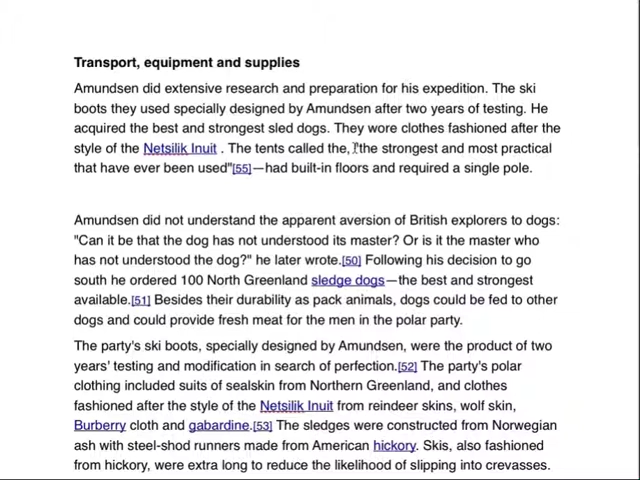 Transport, equipment and supplies
Amundsen did extensive research and preparation for his expedition. The ski
boots they used specially designed by Amundsen after two years of testing. He
acquired the best and strongest sled dogs. They wore clothes fashioned after the
style of the Netsilik Inuit . The tents called the, "the strongest and most practical
that have ever been used"[55]—had built-in floors and required a single pole.
Amundsen did not understand the apparent aversion of British explorers to dogs:
"Can it be that the dog has not understood its master? Or is it the master who
has not understood the dog?" he later wrote.[50] Following his decision to go
south he ordered 100 North Greenland sledge dogs—the best and strongest
available.[51] Besides their durability as pack animals, dogs could be fed to other
dogs and could provide fresh meat for the men in the polar party.
The party's ski boots, specially designed by Amundsen, were the product of two
years' testing and modification in search of perfection.[52] The party's polar
clothing included suits of sealskin from Northern Greenland, and clothes
fashioned after the style of the Netsilik Inuit from reindeer skins, wolf skin,
Burberry cloth and gabardine.[53] The sledges were constructed from Norwegian
ash with steel-shod runners made from American hickory. Skis, also fashioned
from hickory, were extra long to reduce the likelihood of slipping into crevasses.